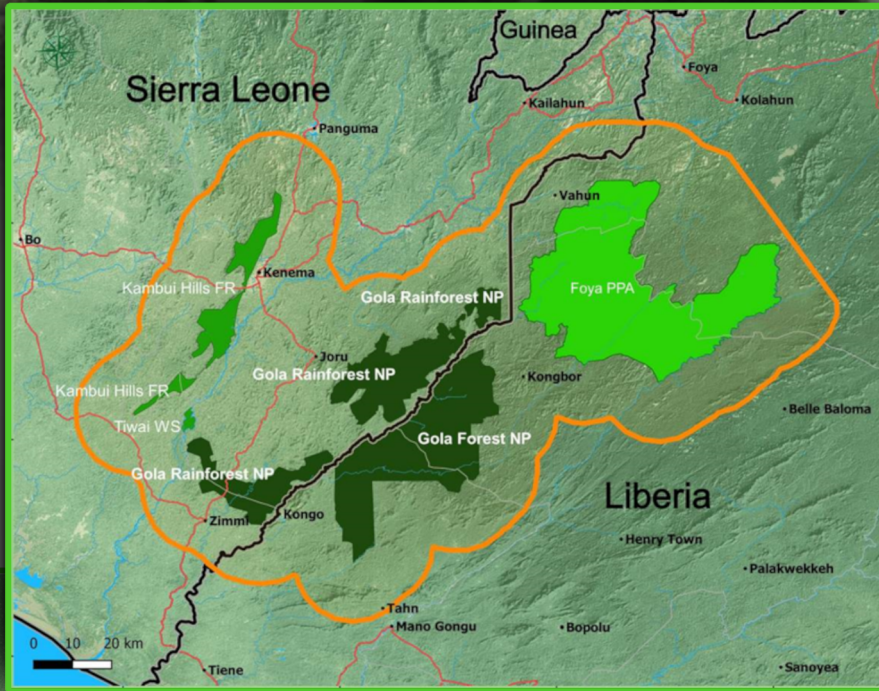 Guinea
Foya
Sierra Leone
Kailahun
Kolahun
Panguma
Vahun
Bo
Kenema
Kambui Hills FR
Foya PPA
Gola Rainforest NP
Joru
Gola Rainforest NP
Kongbor
Kambui Hills FR
Belle Baloma
Tiwai WS
Gola Forest NP
Gola Rainforest NP
Liberia
Zimmi
Kongo
Henry Town
Palakwekkeh
Tahn
Mano Gongu
Bopolu
0 10 20 km
Tiene
Sanoyea